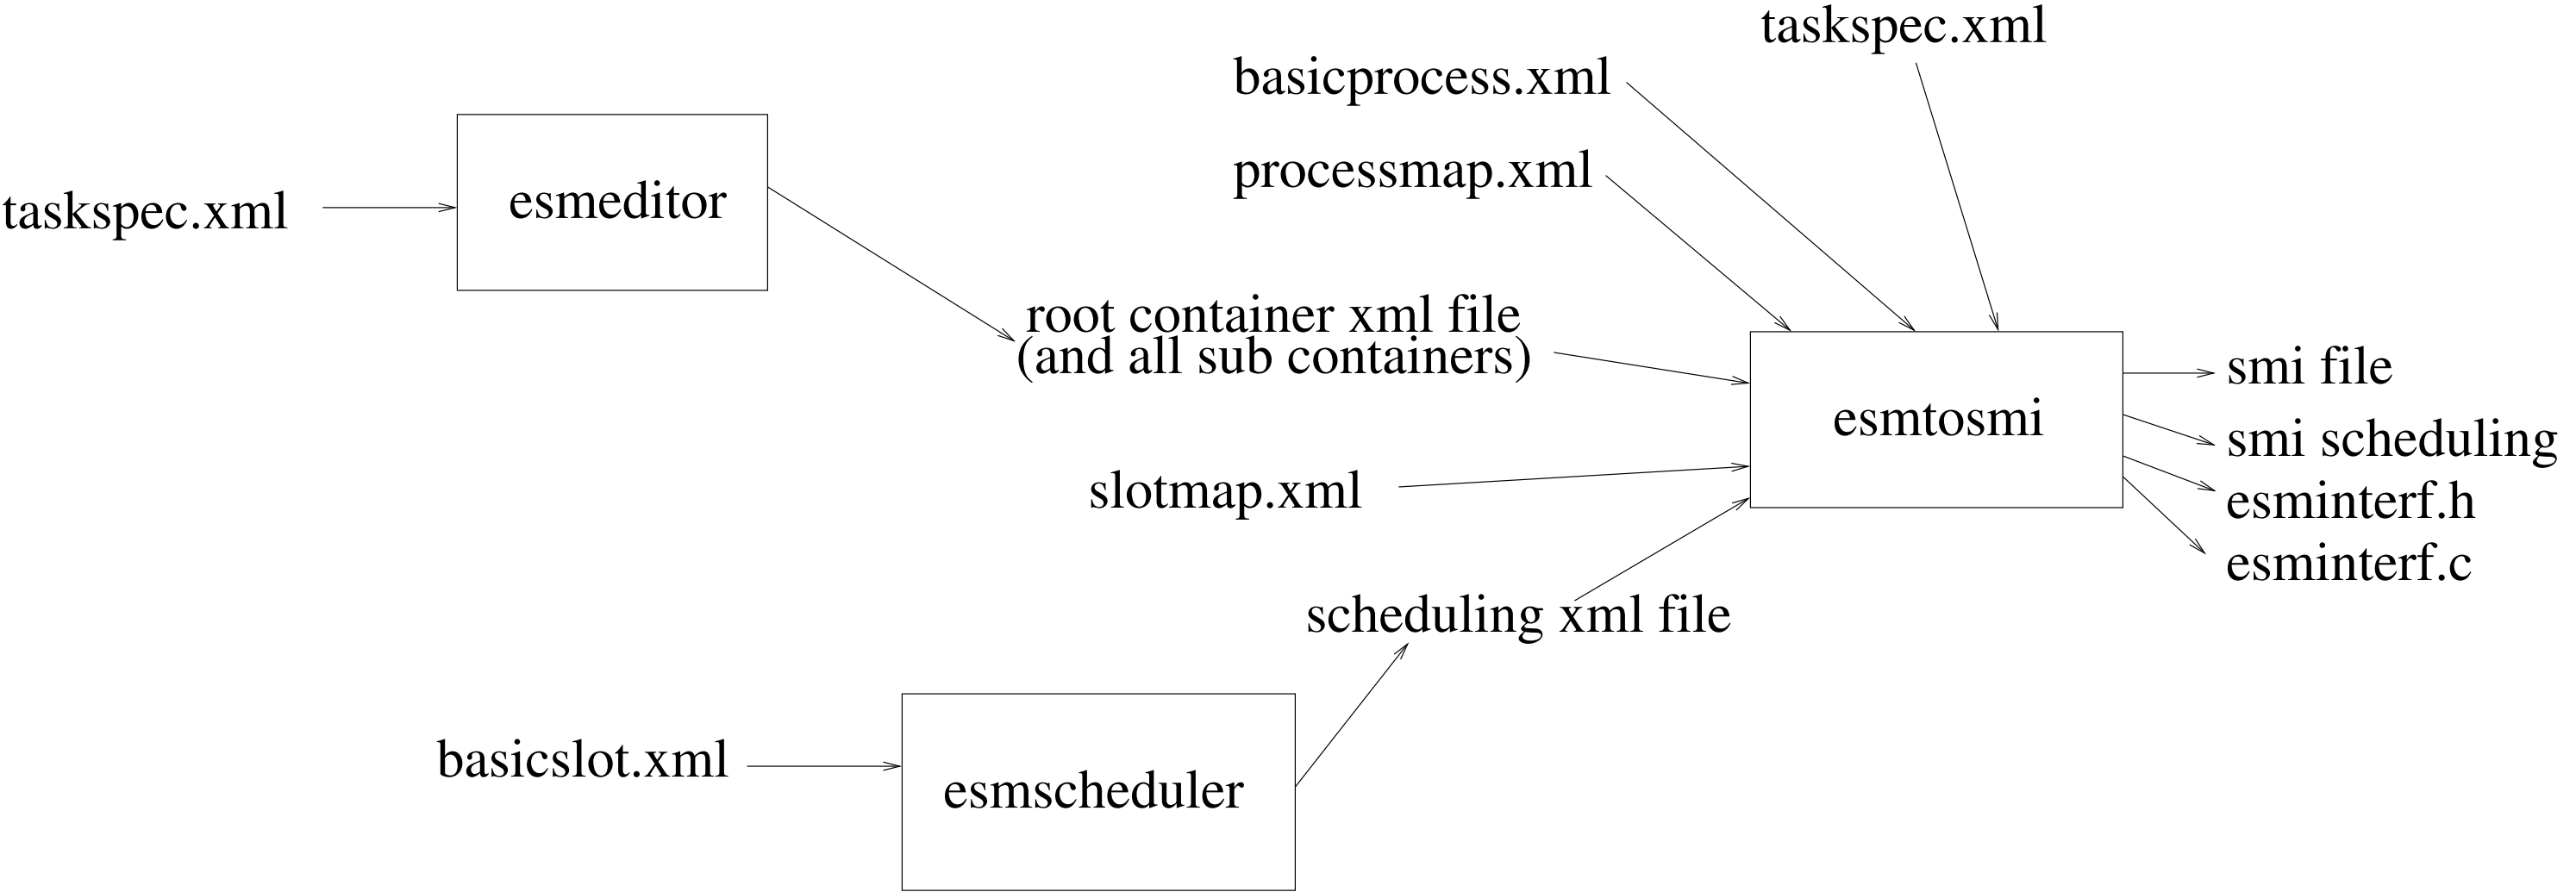 taskspec.xml
basicprocess.xml
processmap.xml
esmeditor
taskspec.xml
root container xml file
(and all sub containers)
esmtosmi
slotmap.xml
smi file
smi scheduling
esminterf.h
esminterf.c
scheduling xml file
basicslot.xml
esmscheduler